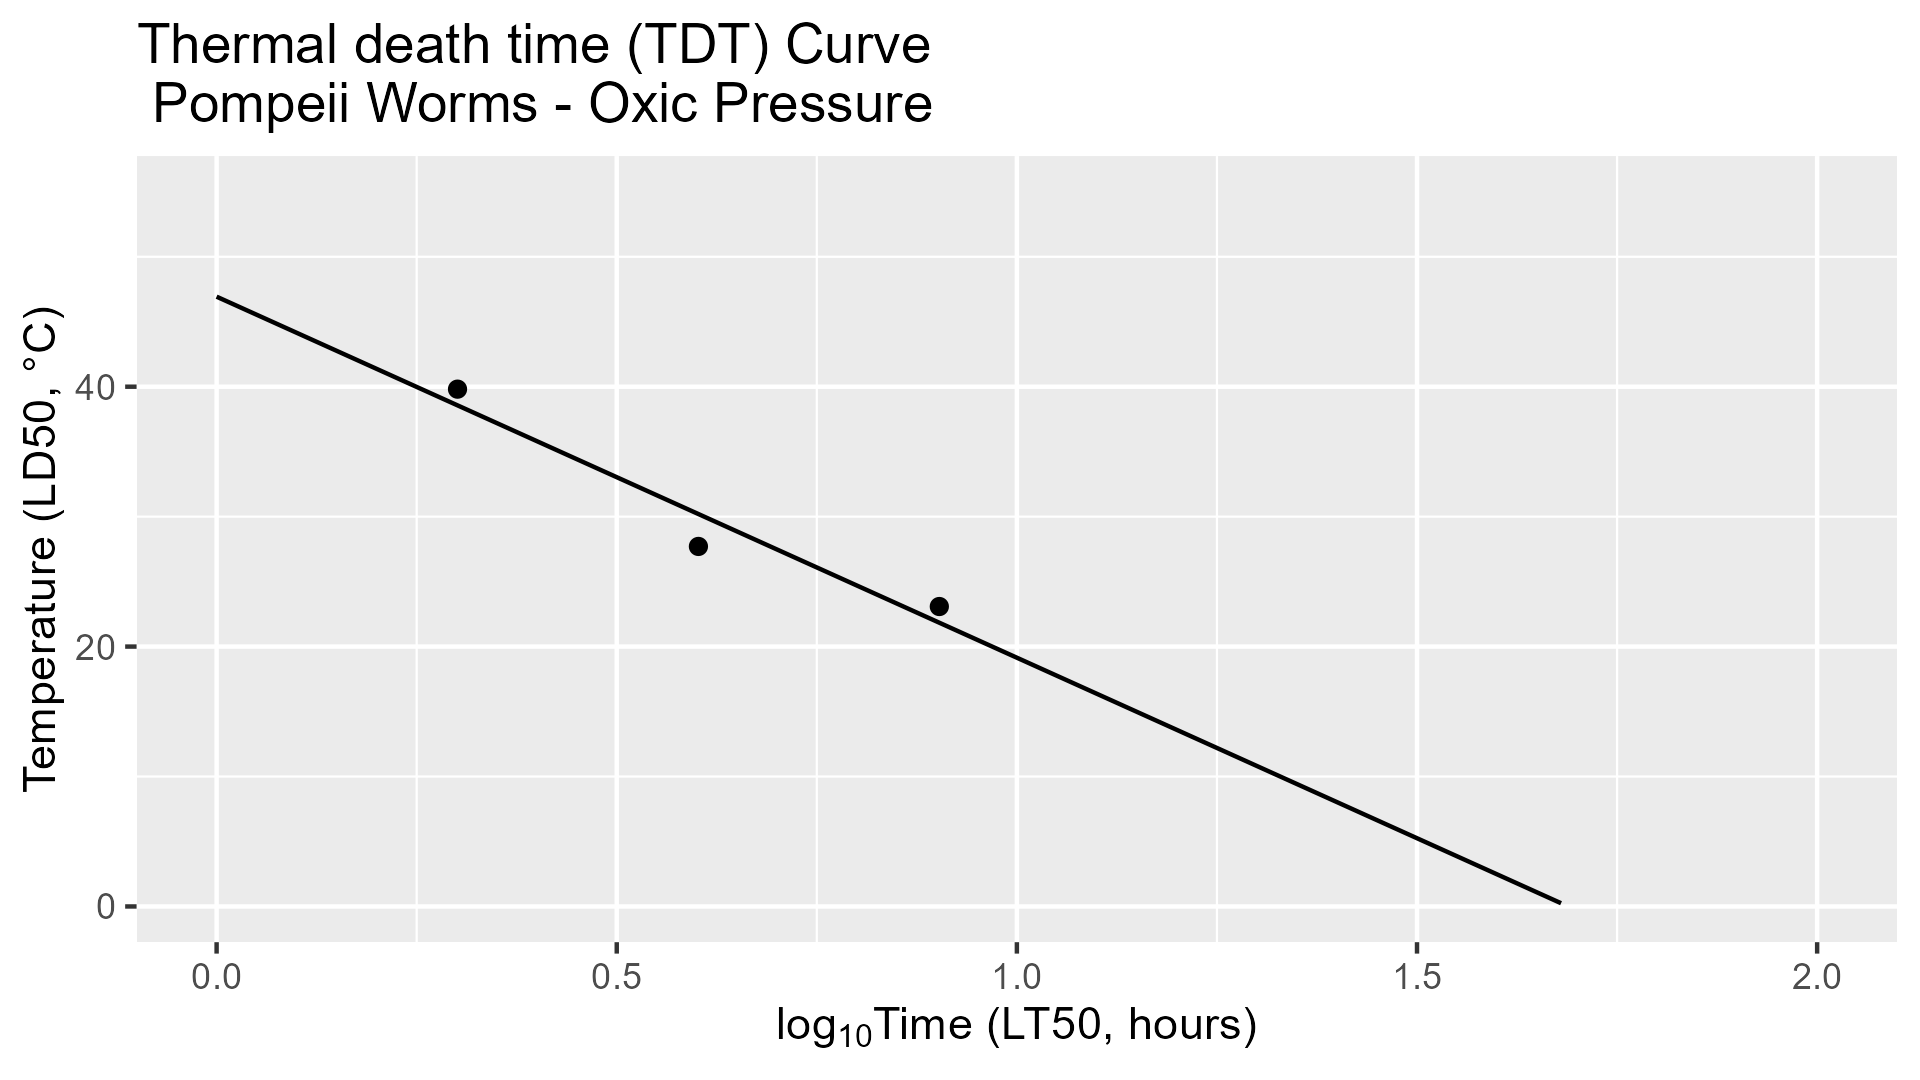 Thermal death time (TDT) Curve
Pompeii Worms - Oxic Pressure
Temperature (LD50, °C)
40
20
0
0.0 0.5 1.0 1.5 2.0
log₁₀Time (LT50, hours)